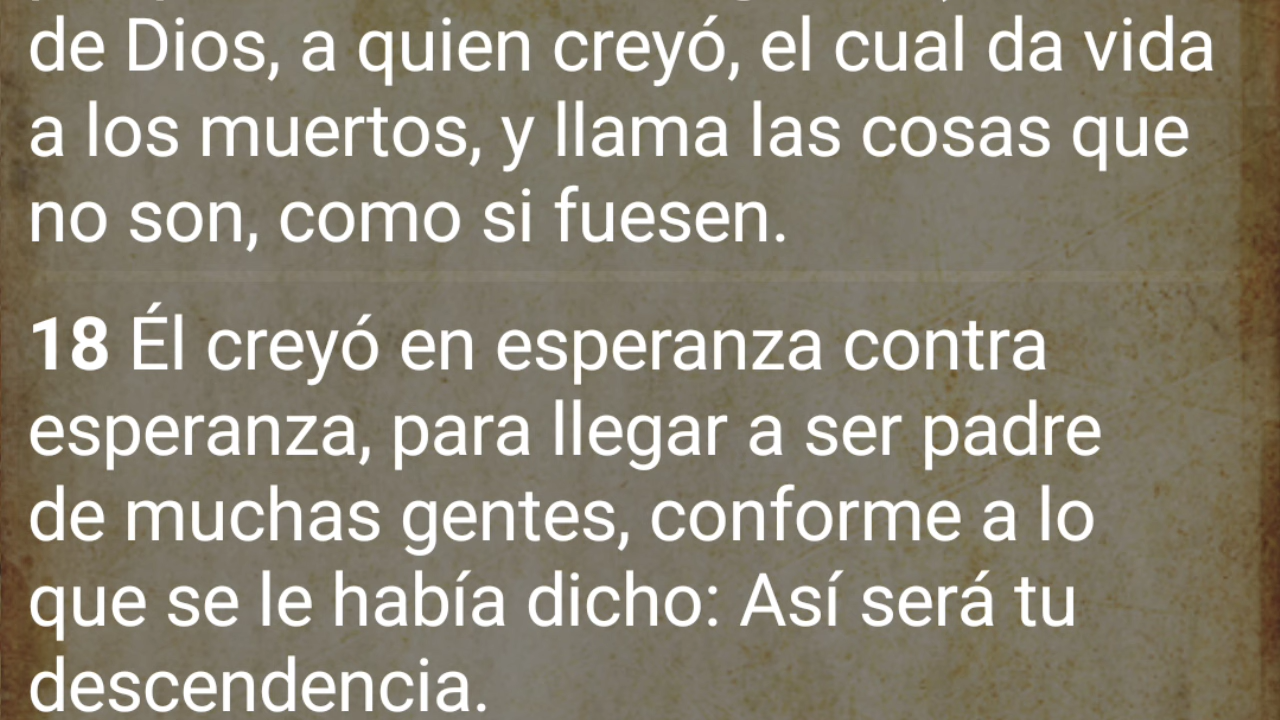 de Dios, a quien creyó, el cual da vida
a los muertos, y llama las cosas que
no son, como si fuesen.
18 Él creyó en esperanza contra
esperanza, para llegar a ser padre
de muchas gentes, conforme a lo
que se le había dicho: Así será tu
descendencia.